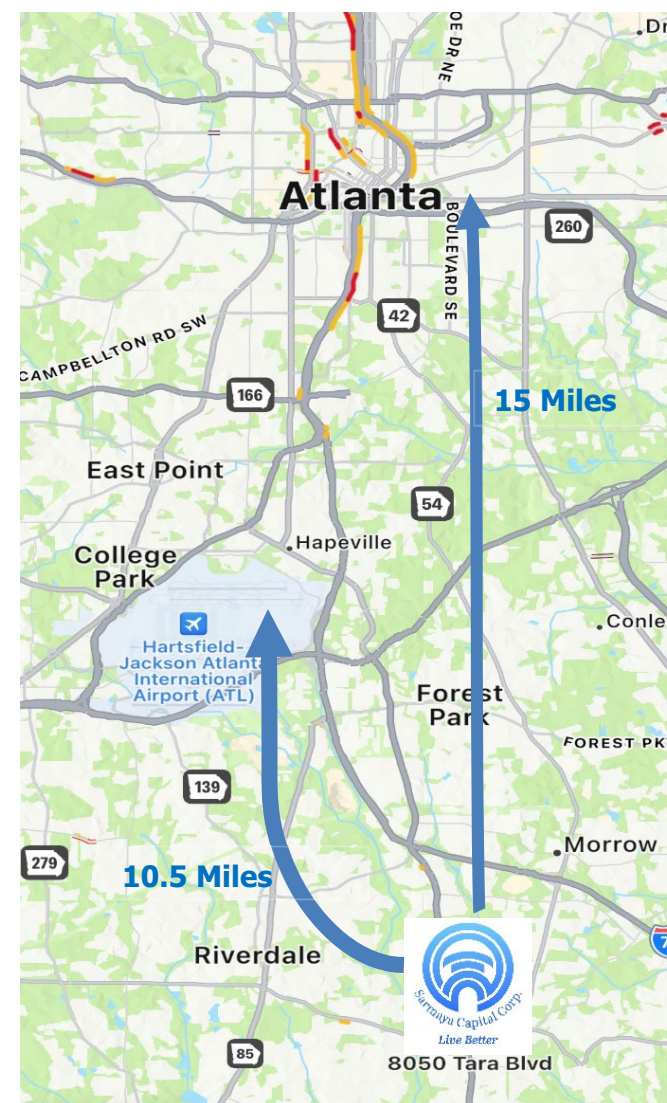 .Dr
OE DR NE
Atlanta
BOULEVARD SE
260
42
CAMPBELLTON RD SW
166
15 Miles
East Point
54
Hapeville
College
Park
Hartsfield-
Jackson Atlanta
International
Airport (ATL)
Conle
Forest
Park
FOREST PK
139
Morrow
279
10.5 Miles
7
Riverdale
Sarmayu Capital Corp.
Live Better
85
8050 Tara Blvd